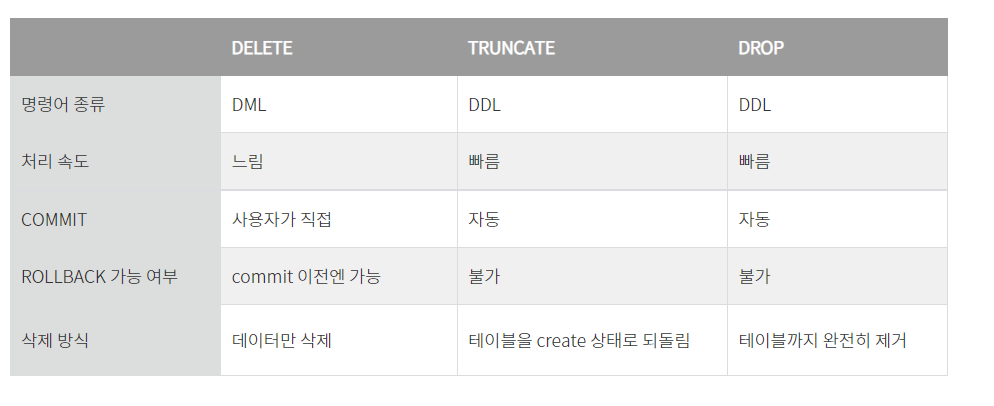 DELETE TRUNCATE DROP
명령어 종류 DML DDL DDL
처리 속도 느림 빠름 빠름
COMMIT 사용자가 직접 자동 자동
ROLLBACK 가능 여부 commit 이전엔 가능 불가 불가
삭제 방식 데이터만 삭제 테이블을 create 상태로 되돌림 테이블까지 완전히 제거